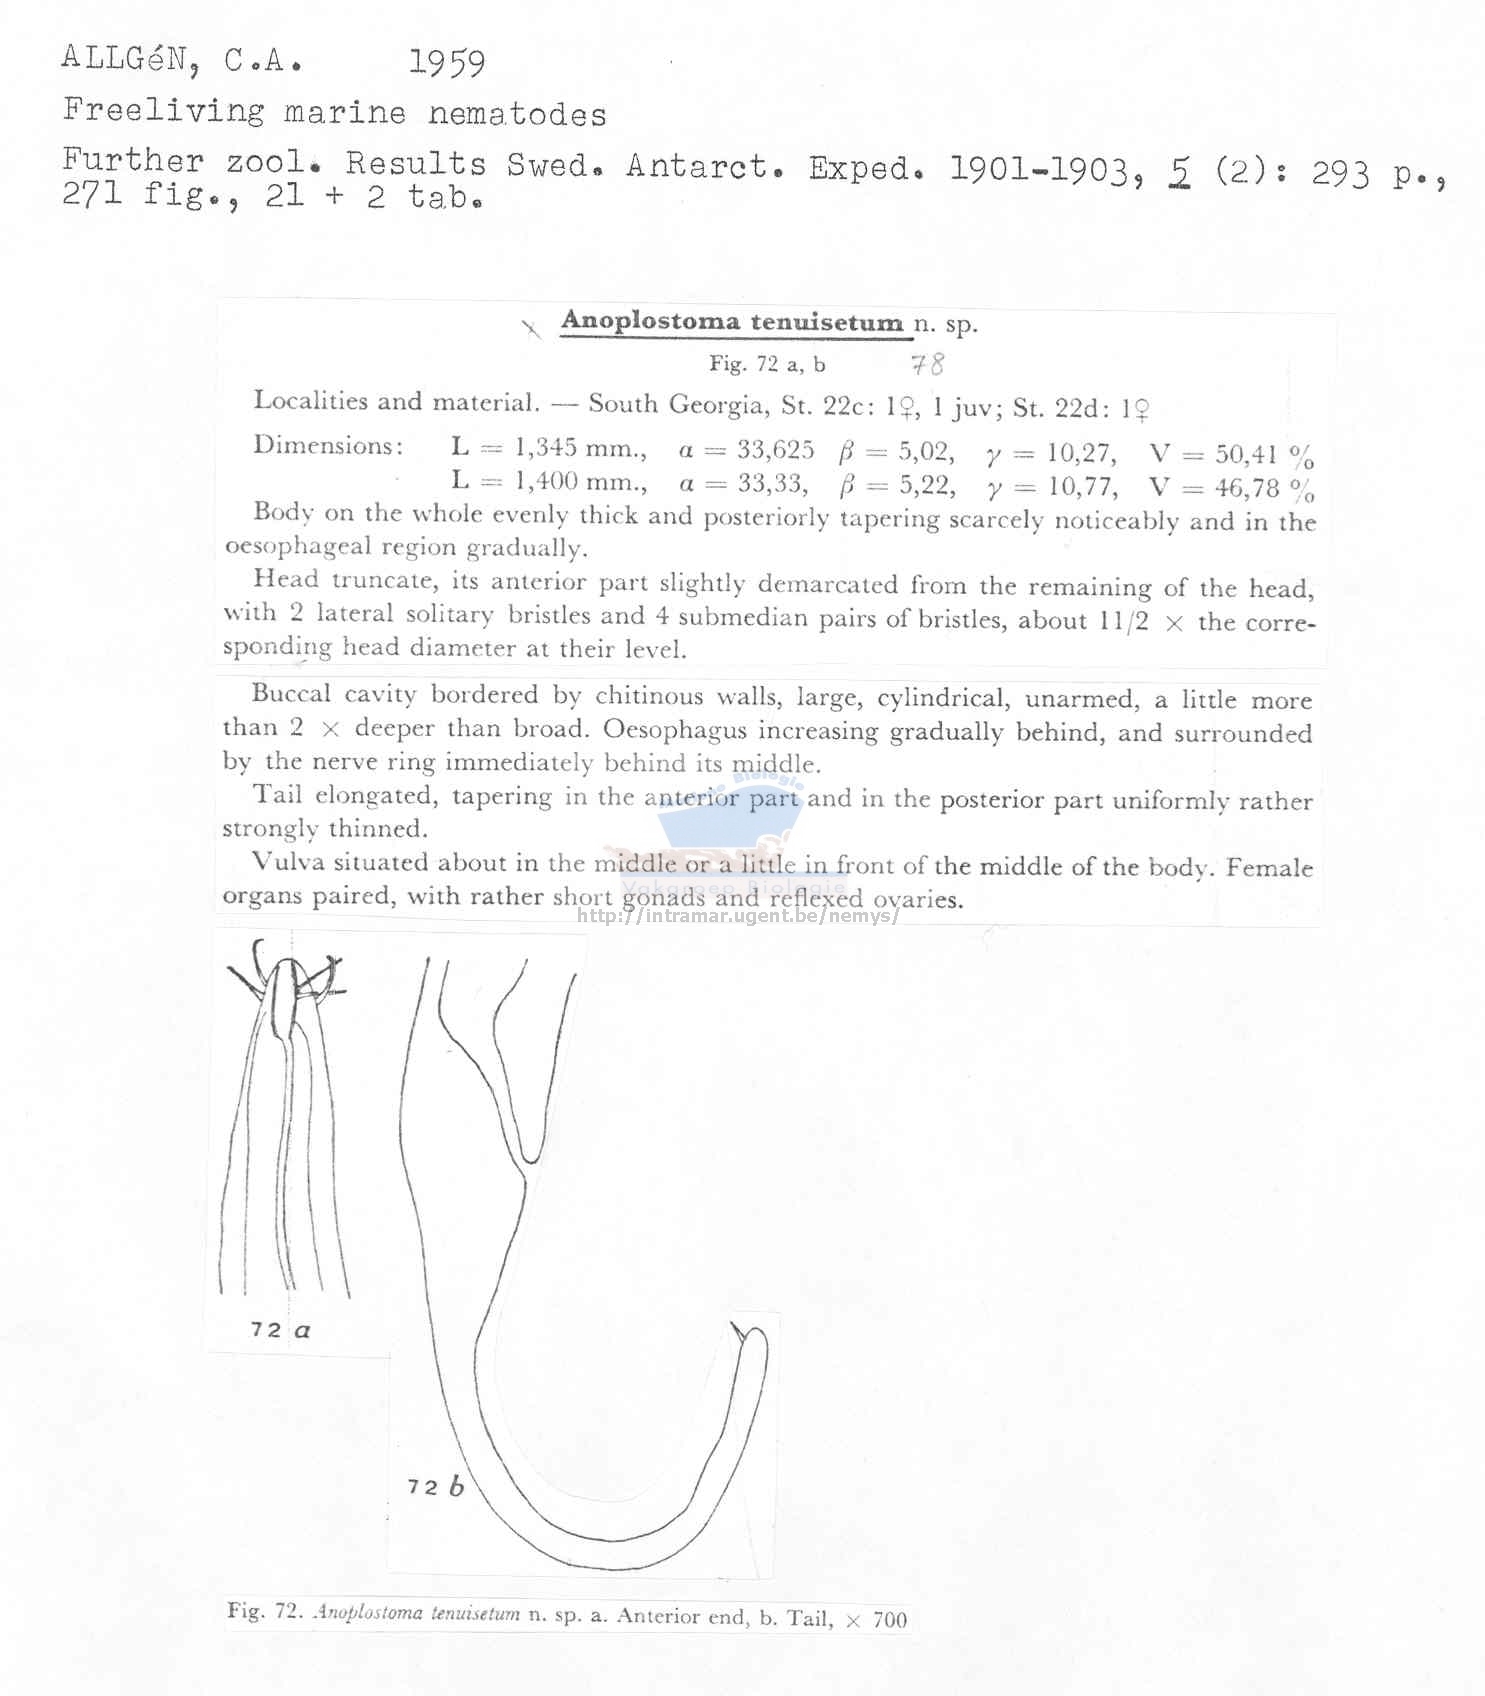 ALLGéN, C.A. 1959
Freeliving marine nematodes
Further zool. Results Swed. Antarct. Exped. 1901-1903, 5 (2): 293 p.,
271 fig., 21 + 2 tab.
x Anoplostoma tenuisetum n. sp.
Fig. 72 a, b 78
Localities and material. — South Georgia, St. 22c: 1♀, 1 juv; St. 22d: 1♀
Dimensions: L = 1,345 mm., α = 33,625 β = 5,02, γ = 10,27, V = 50,41 %
L = 1,400 mm., α = 33,33, β = 5,22, γ = 10,77, V = 46,78 %
Body on the whole evenly thick and posteriorly tapering scarcely noticeably and in the
oesophageal region gradually.
Head truncate, its anterior part slightly demarcated from the remaining of the head,
with 2 lateral solitary bristles and 4 submedian pairs of bristles, about 11/2 × the corre-
sponding head diameter at their level.
Buccal cavity bordered by chitinous walls, large, cylindrical, unarmed, a little more
than 2 × deeper than broad. Oesophagus increasing gradually behind, and surrounded
by the nerve ring immediately behind its middle.
Tail elongated, tapering in the anterior part and in the posterior part uniformly rather
strongly thinned.
Vulva situated about in the middle or a little in front of the middle of the body. Female
organs paired, with rather short gonads and reflexed ovaries.
Biologie
Vakgroep Biologie
http://intramar.ugent.be/nemys/
72 a
72 b
Fig. 72. Anoplostoma tenuisetum n. sp. a. Anterior end, b. Tail, × 700